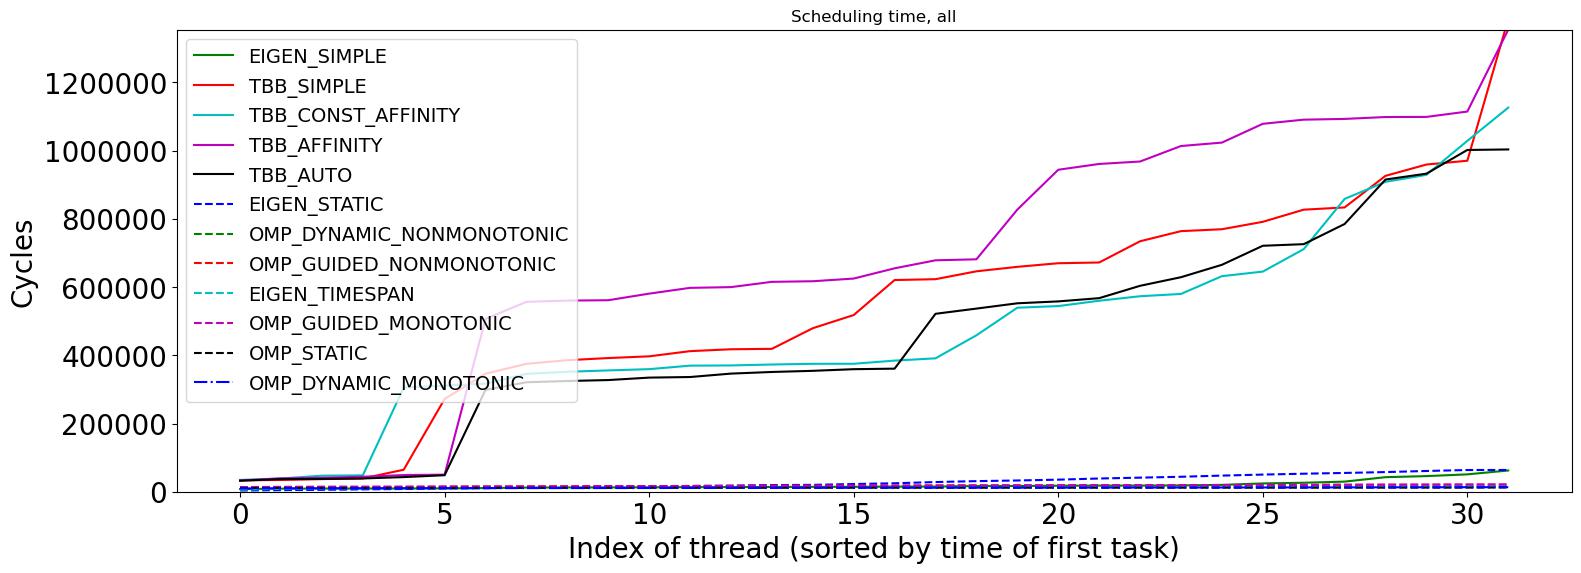 Scheduling time, all
EIGEN_SIMPLE
TBB_SIMPLE
TBB_CONST_AFFINITY
TBB_AFFINITY
TBB_AUTO
EIGEN_STATIC
OMP_DYNAMIC_NONMONOTONIC
OMP_GUIDED_NONMONOTONIC
EIGEN_TIMESPAN
OMP_GUIDED_MONOTONIC
OMP_STATIC
OMP_DYNAMIC_MONOTONIC
Cycles
1200000
1000000
800000
600000
400000
200000
0
0 5 10 15 20 25 30
Index of thread (sorted by time of first task)